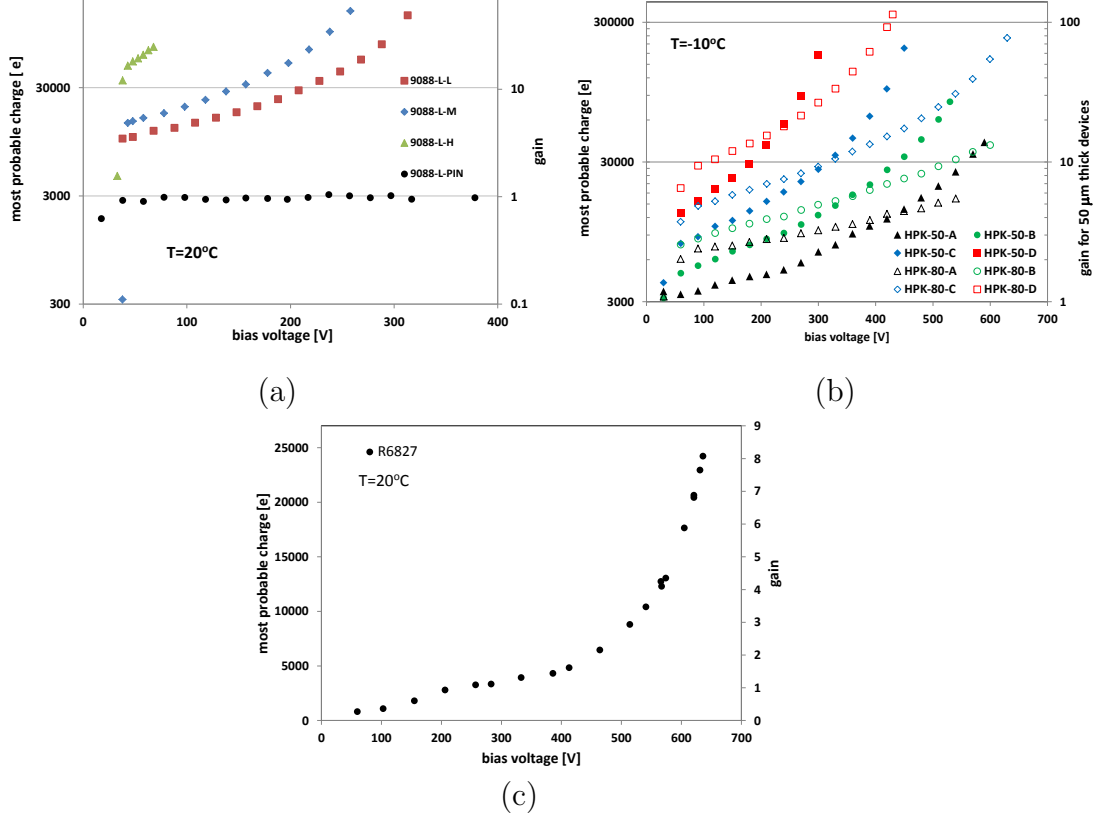 most probable charge [e]
30000
3000
300
0
100
200
300
400
bias voltage [V]
10
1
0.1
gain
9088-L-L
9088-L-M
9088-L-H
9088-L-PIN
T=20°C
(a)
most probable charge [e]
300000
30000
3000
0
100
200
300
400
500
600
700
bias voltage [V]
100
10
1
gain for 50 μm thick devices
T=-10°C
HPK-50-A
HPK-50-B
HPK-50-C
HPK-50-D
HPK-80-A
HPK-80-B
HPK-80-C
HPK-80-D
(b)
most probable charge [e]
25000
20000
15000
10000
5000
0
0
100
200
300
400
500
600
700
bias voltage [V]
9
8
7
6
5
4
3
2
1
0
gain
R6827
T=20°C
(c)